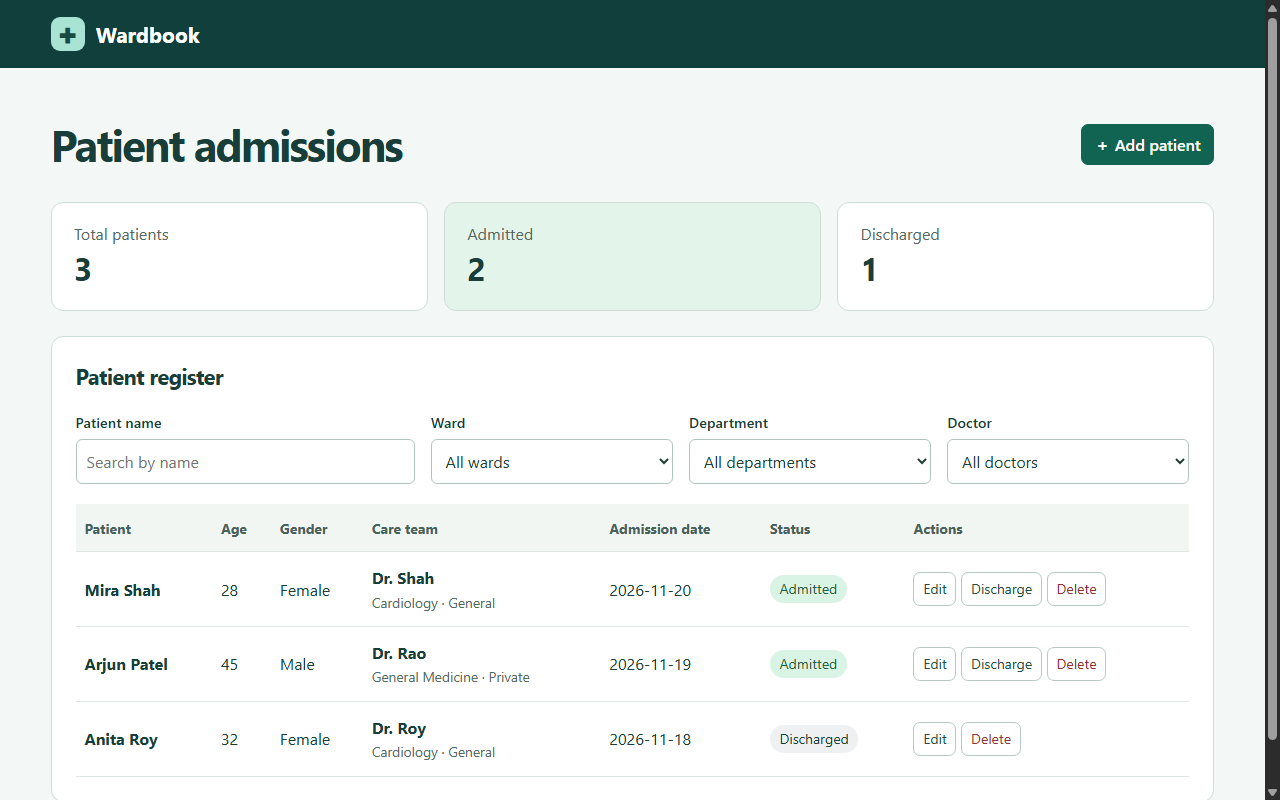 Wardbook
Patient admissions
+ Add patient
Total patients
3
Admitted
2
Discharged
1
Patient register
Patient name
Ward
Department
Doctor
Search by name
All wards
All departments
All doctors
Patient Age Gender Care team Admission date Status Actions
Mira Shah 28 Female Dr. Shah 2026-11-20 Admitted Edit Discharge Delete
Cardiology · General
Arjun Patel 45 Male Dr. Rao 2026-11-19 Admitted Edit Discharge Delete
General Medicine · Private
Anita Roy 32 Female Dr. Roy 2026-11-18 Discharged Edit Delete
Cardiology · General